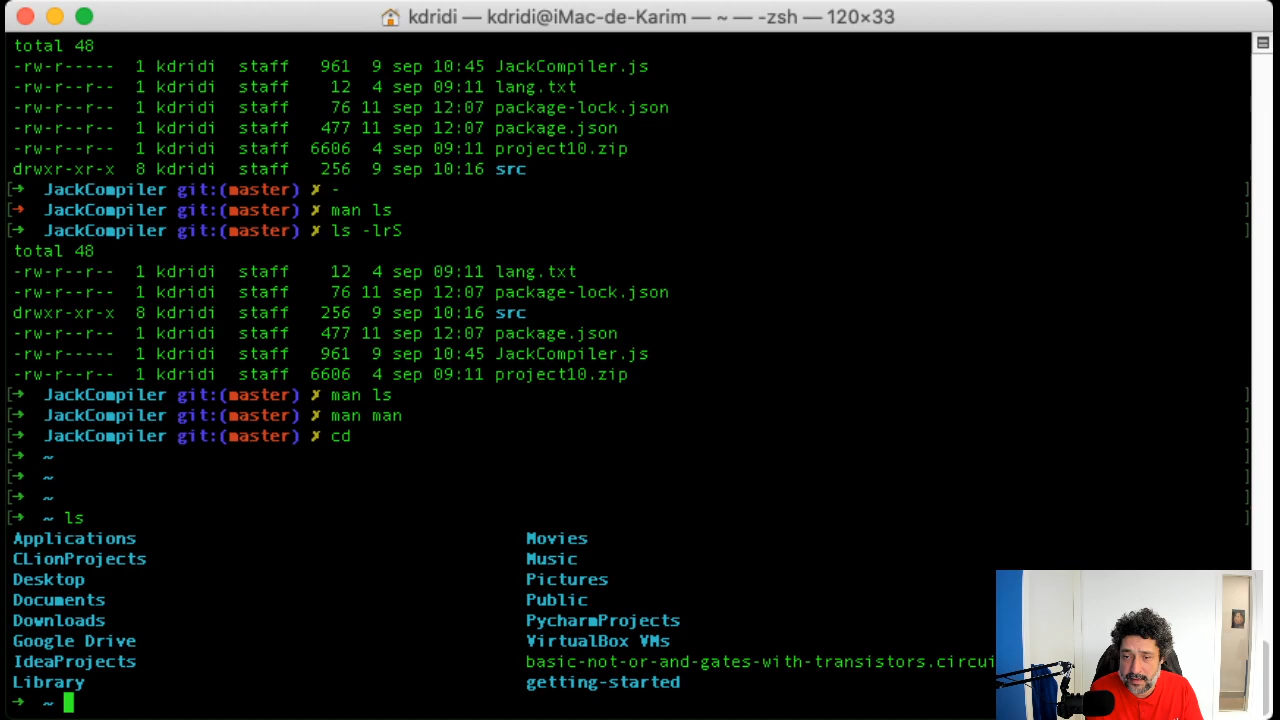 kdridi — kdridi@iMac-de-Karim — ~ — -zsh — 120×33
total 48
-rw-r-----  1 kdridi  staff   961  9 sep 10:45 JackCompiler.js
-rw-r--r--  1 kdridi  staff    12  4 sep 09:11 lang.txt
-rw-r--r--  1 kdridi  staff    76 11 sep 12:07 package-lock.json
-rw-r--r--  1 kdridi  staff   477 11 sep 12:07 package.json
-rw-r--r--  1 kdridi  staff  6606  4 sep 09:11 project10.zip
drwxr-xr-x  8 kdridi  staff   256  9 sep 10:16 src
[➜  JackCompiler git:(master) ✗ - ]
[➜  JackCompiler git:(master) ✗ man ls ]
[➜  JackCompiler git:(master) ✗ ls -lrS ]
total 48
-rw-r--r--  1 kdridi  staff    12  4 sep 09:11 lang.txt
-rw-r--r--  1 kdridi  staff    76 11 sep 12:07 package-lock.json
drwxr-xr-x  8 kdridi  staff   256  9 sep 10:16 src
-rw-r--r--  1 kdridi  staff   477 11 sep 12:07 package.json
-rw-r-----  1 kdridi  staff   961  9 sep 10:45 JackCompiler.js
-rw-r--r--  1 kdridi  staff  6606  4 sep 09:11 project10.zip
[➜  JackCompiler git:(master) ✗ man ls ]
[➜  JackCompiler git:(master) ✗ man man ]
[➜  JackCompiler git:(master) ✗ cd ]
[➜  ~ ]
[➜  ~ ]
[➜  ~ ]
[➜  ~ ls ]
Applications Movies
CLionProjects Music
Desktop Pictures
Documents Public
Downloads PycharmProjects
Google Drive VirtualBox VMs
IdeaProjects basic-not-or-and-gates-with-transistors.circui
Library getting-started
➜  ~